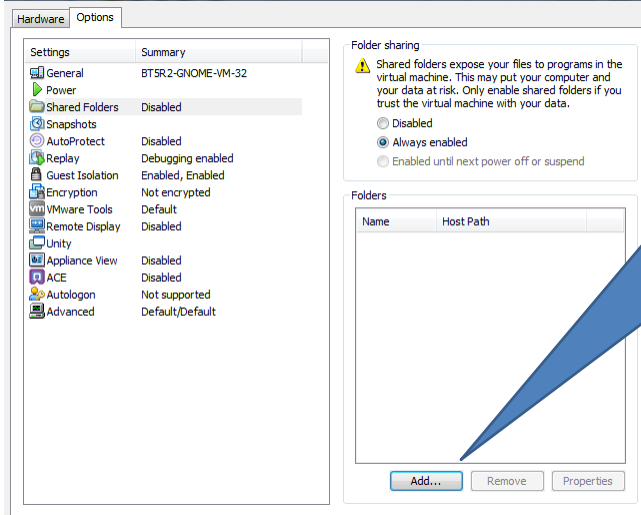 Hardware Options
Settings Summary
General BT5R2-GNOME-VM-32
Power
Shared Folders Disabled
Snapshots
AutoProtect Disabled
Replay Debugging enabled
Guest Isolation Enabled, Enabled
Encryption Not encrypted
VMware Tools Default
Remote Display Disabled
Unity
Appliance View Disabled
ACE Disabled
Autologon Not supported
Advanced Default/Default
Folder sharing
Shared folders expose your files to programs in the
virtual machine. This may put your computer and
your data at risk. Only enable shared folders if you
trust the virtual machine with your data.
Disabled
Always enabled
Enabled until next power off or suspend
Folders
Name Host Path
Add... Remove Properties